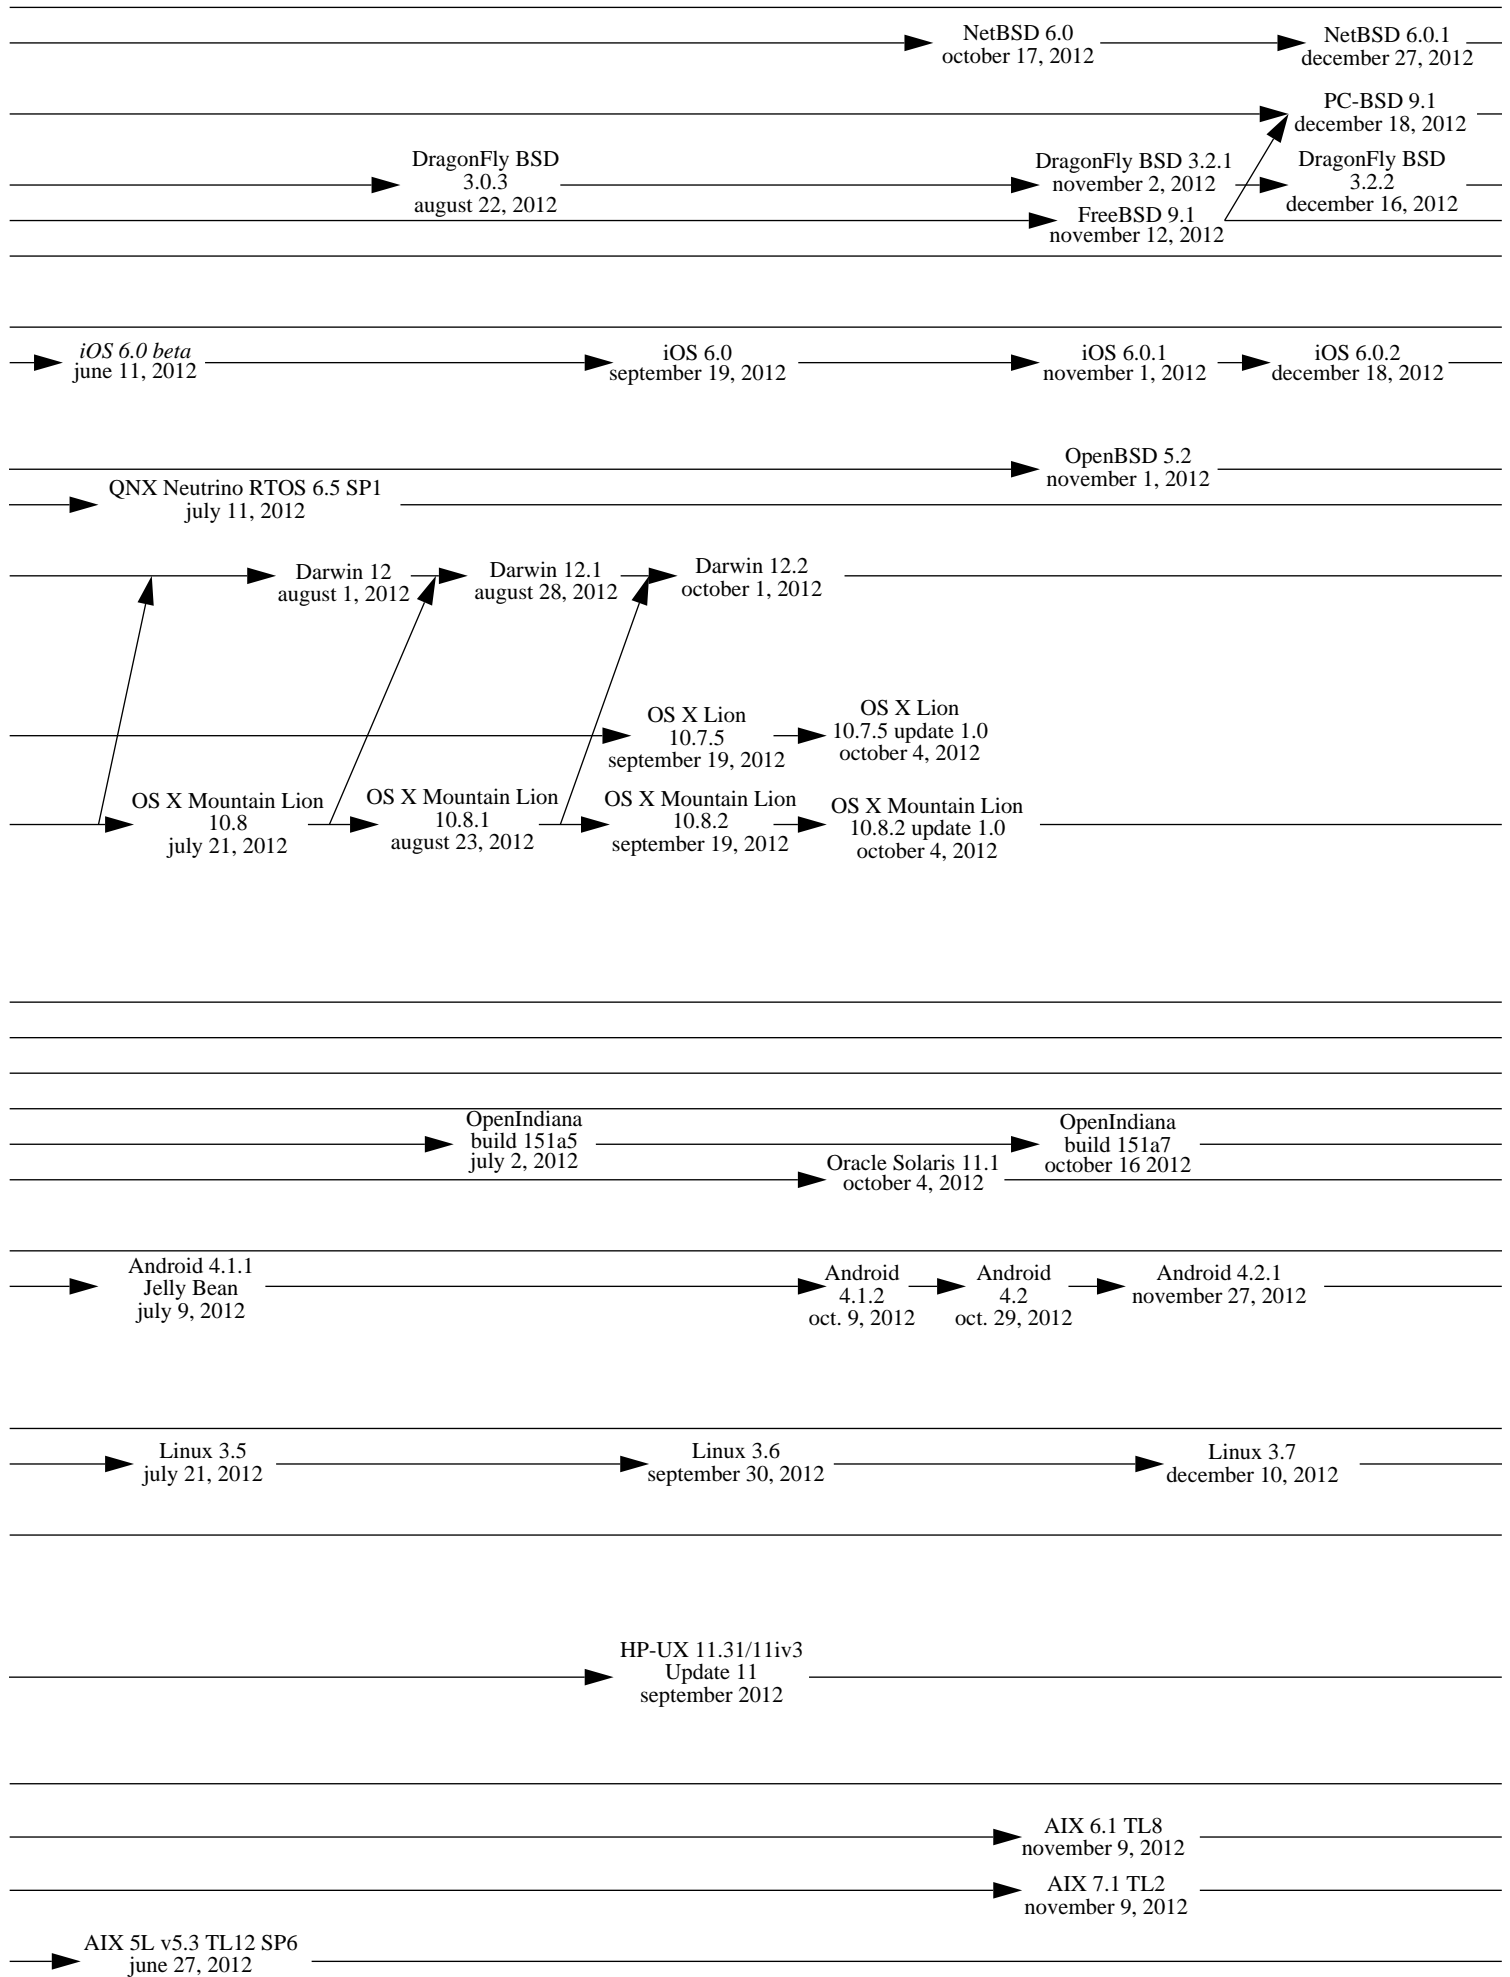 NetBSD 6.0
october 17, 2012
NetBSD 6.0.1
december 27, 2012
PC-BSD 9.1
december 18, 2012
DragonFly BSD
3.0.3
august 22, 2012
DragonFly BSD 3.2.1
november 2, 2012
DragonFly BSD
3.2.2
december 16, 2012
FreeBSD 9.1
november 12, 2012
iOS 6.0 beta
june 11, 2012
iOS 6.0
september 19, 2012
iOS 6.0.1
november 1, 2012
iOS 6.0.2
december 18, 2012
OpenBSD 5.2
november 1, 2012
QNX Neutrino RTOS 6.5 SP1
july 11, 2012
Darwin 12
august 1, 2012
Darwin 12.1
august 28, 2012
Darwin 12.2
october 1, 2012
OS X Lion
10.7.5
september 19, 2012
OS X Lion
10.7.5 update 1.0
october 4, 2012
OS X Mountain Lion
10.8
july 21, 2012
OS X Mountain Lion
10.8.1
august 23, 2012
OS X Mountain Lion
10.8.2
september 19, 2012
OS X Mountain Lion
10.8.2 update 1.0
october 4, 2012
OpenIndiana
build 151a5
july 2, 2012
OpenIndiana
build 151a7
october 16 2012
Oracle Solaris 11.1
october 4, 2012
Android 4.1.1
Jelly Bean
july 9, 2012
Android
4.1.2
oct. 9, 2012
Android
4.2
oct. 29, 2012
Android 4.2.1
november 27, 2012
Linux 3.5
july 21, 2012
Linux 3.6
september 30, 2012
Linux 3.7
december 10, 2012
HP-UX 11.31/11iv3
Update 11
september 2012
AIX 6.1 TL8
november 9, 2012
AIX 7.1 TL2
november 9, 2012
AIX 5L v5.3 TL12 SP6
june 27, 2012